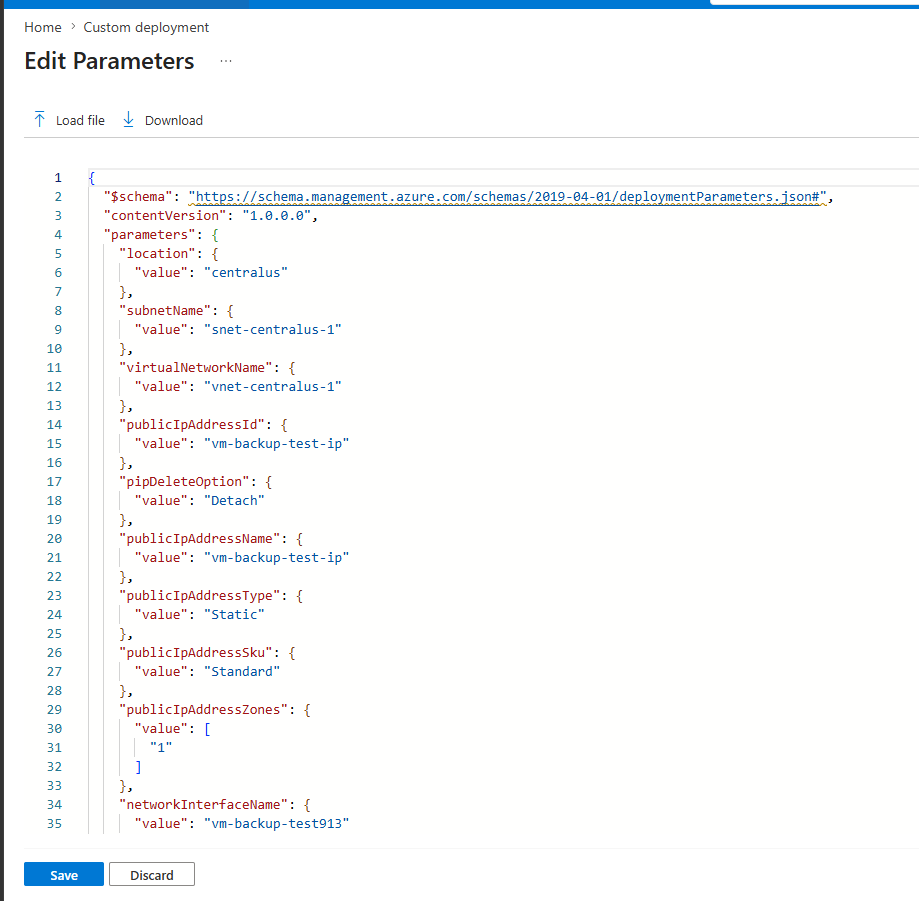 Home > Custom deployment
Edit Parameters ...
Load file Download
1 {
2 "$schema": "https://schema.management.azure.com/schemas/2019-04-01/deploymentParameters.json#",
3 "contentVersion": "1.0.0.0",
4 "parameters": {
5 "location": {
6 "value": "centralus"
7 },
8 "subnetName": {
9 "value": "snet-centralus-1"
10 },
11 "virtualNetworkName": {
12 "value": "vnet-centralus-1"
13 },
14 "publicIpAddressId": {
15 "value": "vm-backup-test-ip"
16 },
17 "pipDeleteOption": {
18 "value": "Detach"
19 },
20 "publicIpAddressName": {
21 "value": "vm-backup-test-ip"
22 },
23 "publicIpAddressType": {
24 "value": "Static"
25 },
26 "publicIpAddressSku": {
27 "value": "Standard"
28 },
29 "publicIpAddressZones": {
30 "value": [
31 "1"
32 ]
33 },
34 "networkInterfaceName": {
35 "value": "vm-backup-test913"
Save Discard